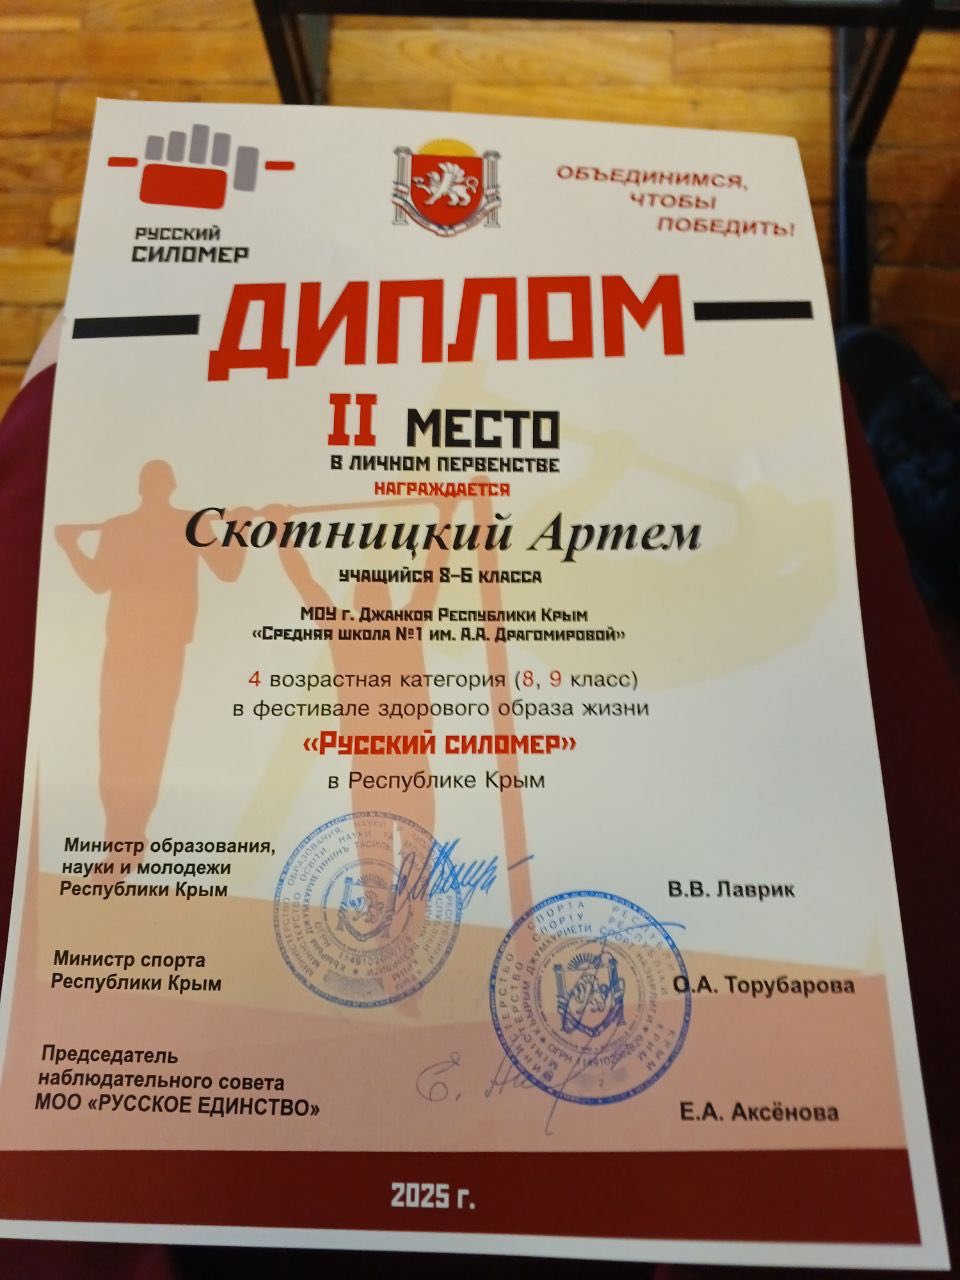 РУССКИЙ
СИЛОМЕР
ОБЪЕДИНИМСЯ,
ЧТОБЫ
ПОБЕДИТЬ!
ДИПЛОМ
II МЕСТО
В ЛИЧНОМ ПЕРВЕНСТВЕ
НАГРАЖДАЕТСЯ
Скотницкий Артем
УЧАЩИЙСЯ 8-Б КЛАССА
МОУ г. Джанкоя Республики Крым
«Средняя школа №1 им. А.А. Драгомировой»
4 возрастная категория (8, 9 класс)
в фестивале здорового образа жизни
«Русский силомер»
в Республике Крым
Министр образования,
науки и молодежи
Республики Крым
В.В. Лаврик
Министр спорта
Республики Крым
О.А. Торубарова
Председатель
наблюдательного совета
МОО «РУССКОЕ ЕДИНСТВО»
Е.А. Аксёнова
2025 г.